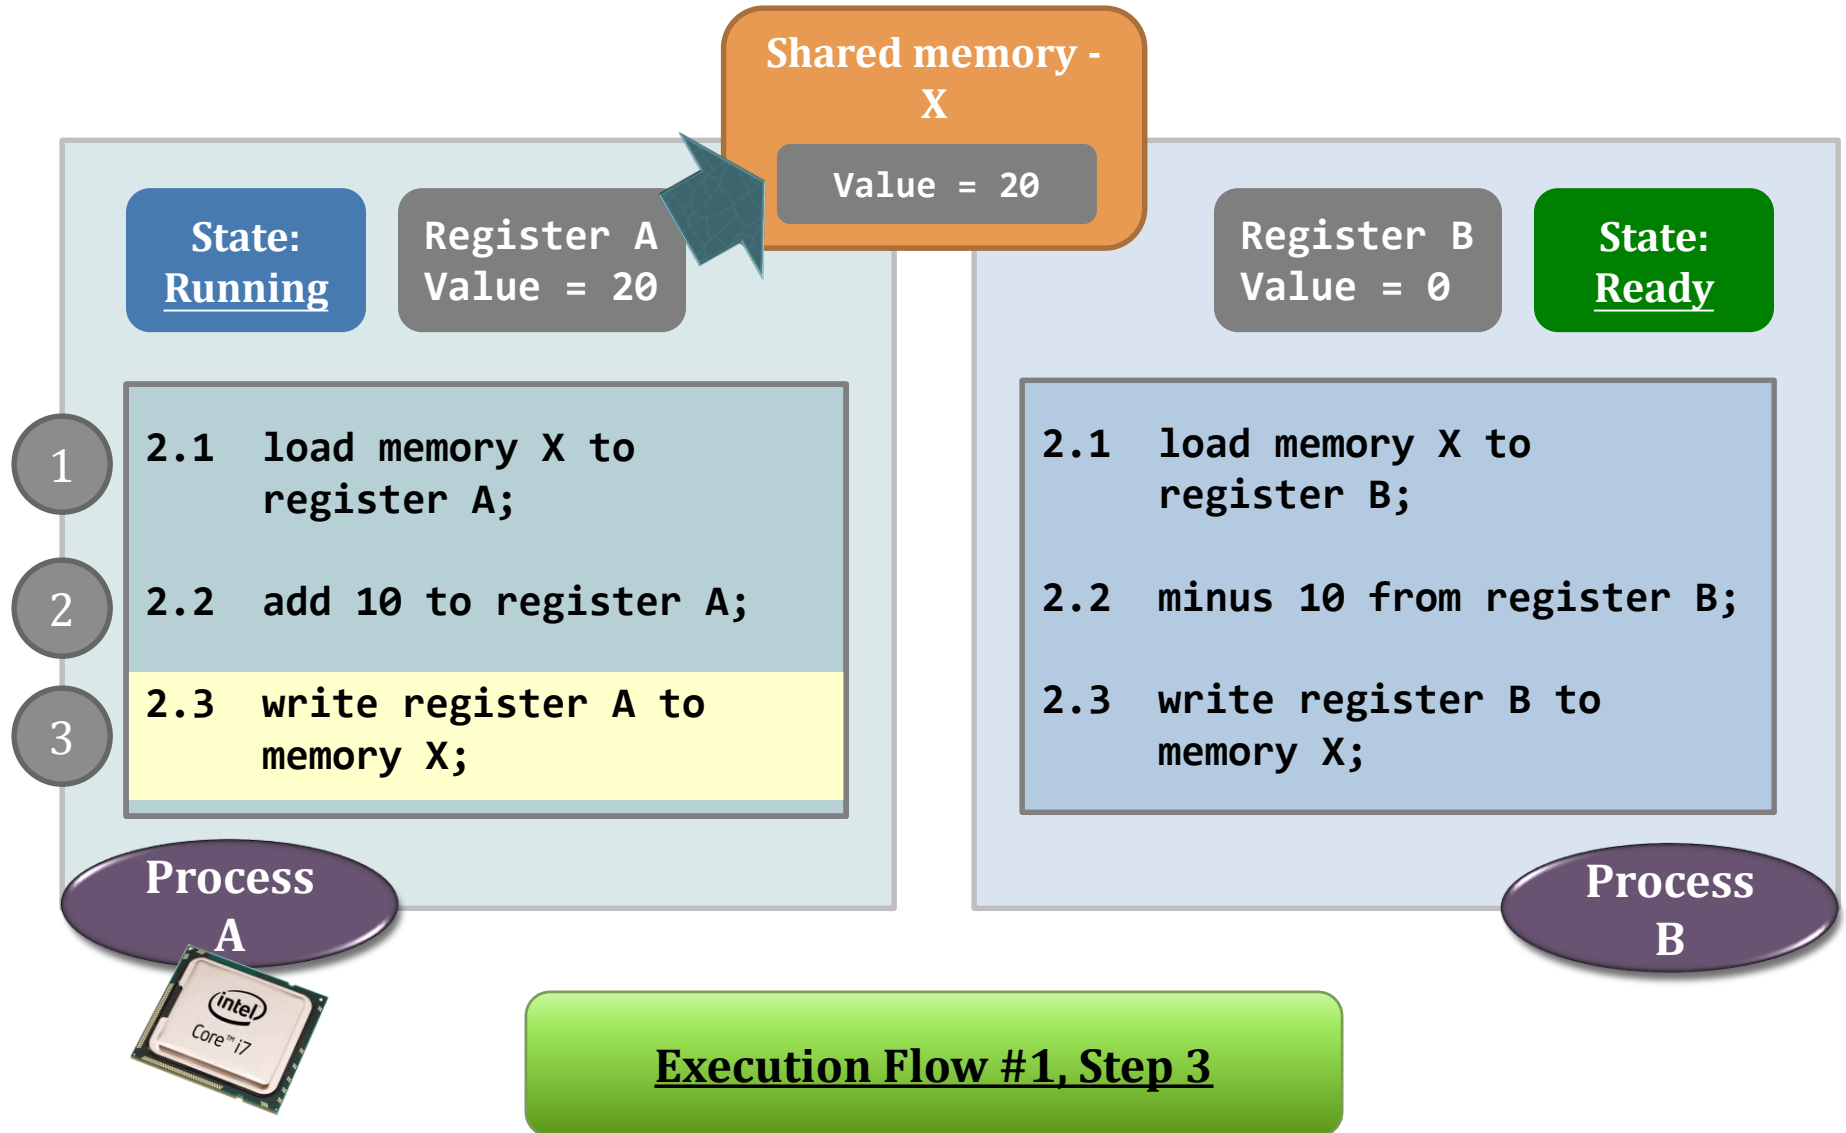 Shared memory -
X
Value = 20
State:
Running
Register A
Value = 20
Register B
Value = 0
State:
Ready
1
2.1 load memory X to
register A;
2
2.2 add 10 to register A;
3
2.3 write register A to
memory X;
2.1 load memory X to
register B;
2.2 minus 10 from register B;
2.3 write register B to
memory X;
Process
A
Process
B
intel
Core™ i7
Execution Flow #1, Step 3